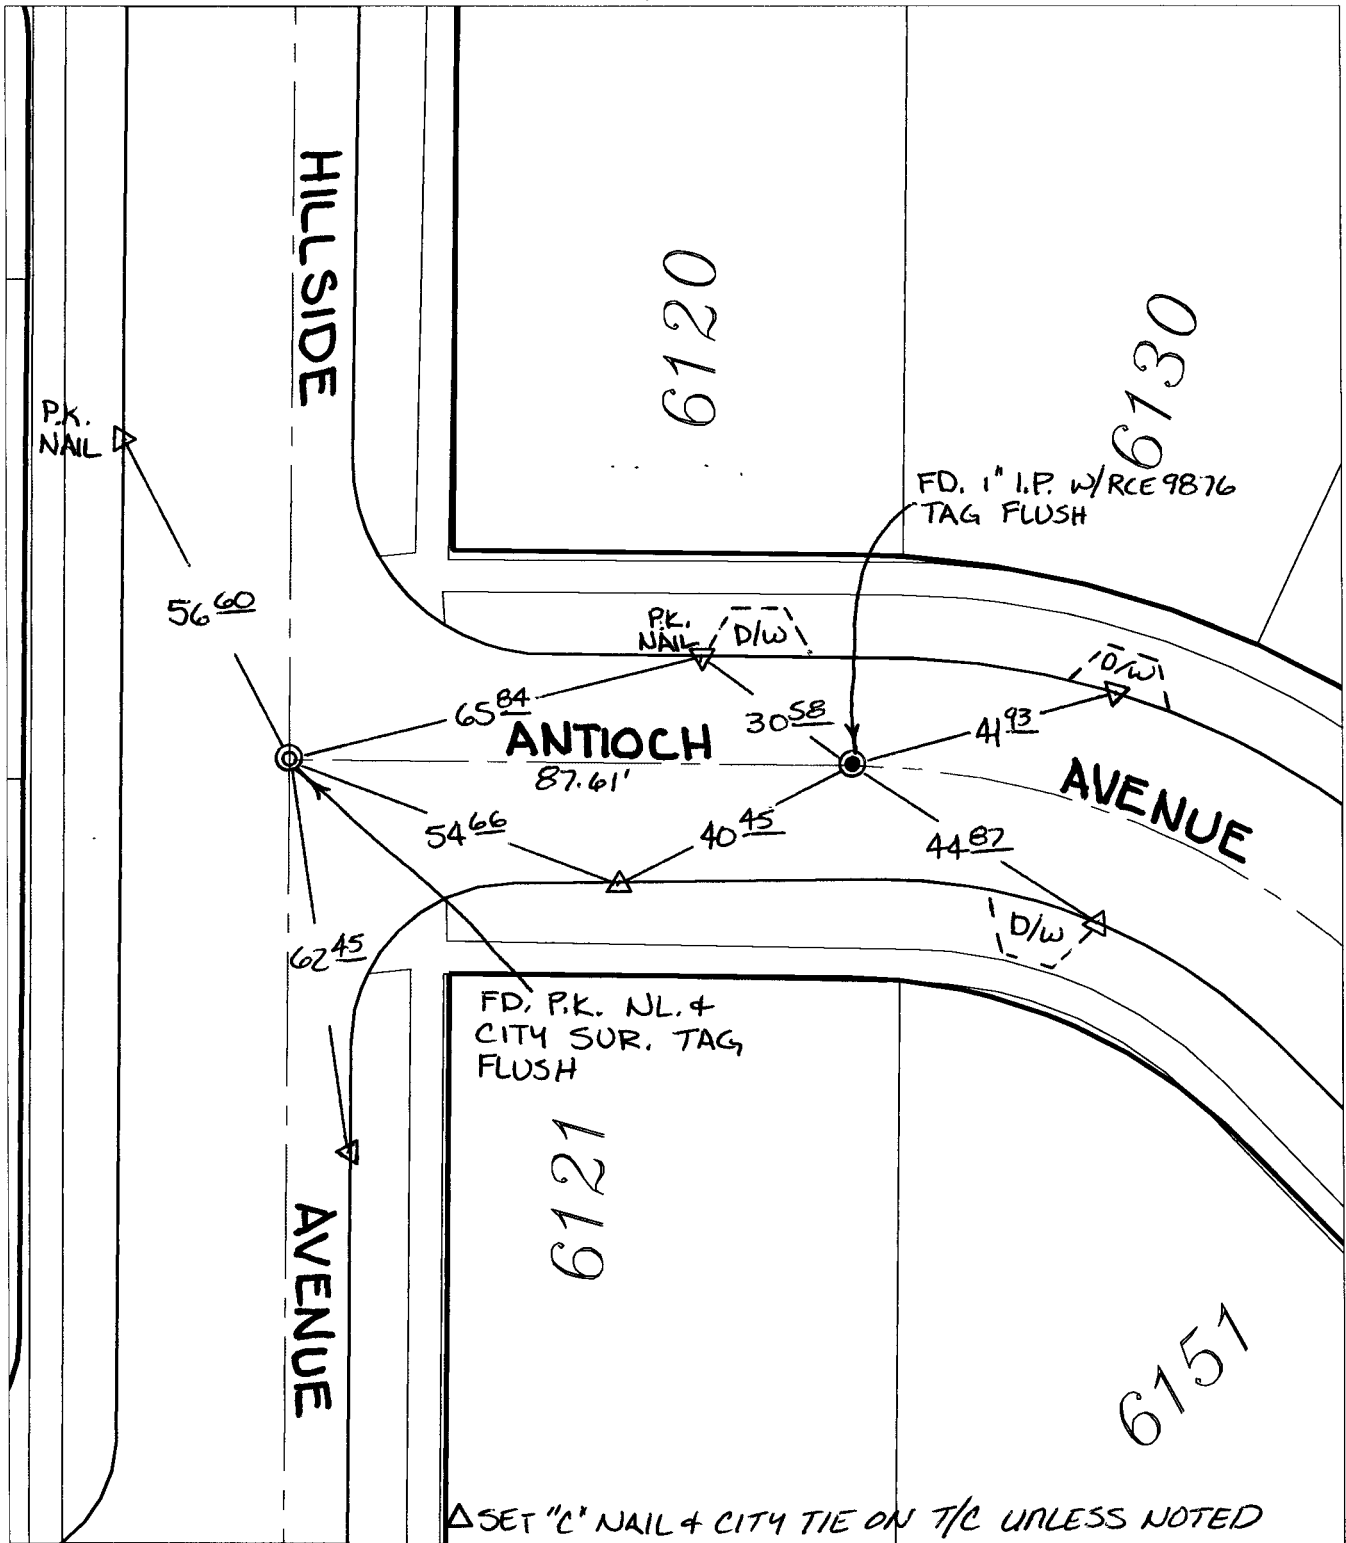 HILLSIDE
6120
6130
P.K.
NAIL
FD. 1" I.P. W/RCE 9876
TAG FLUSH
56 60
P.K.
NAIL
D/W
D/W
65 84
30 58
41 93
ANTIOCH
87.61'
AVENUE
54 66
40 45
44 87
D/W
62 45
FD. P.K. NL. &
CITY SUR. TAG
FLUSH
6121
AVENUE
6151
△ SET "C" NAIL & CITY TIE ON T/C UNLESS NOTED